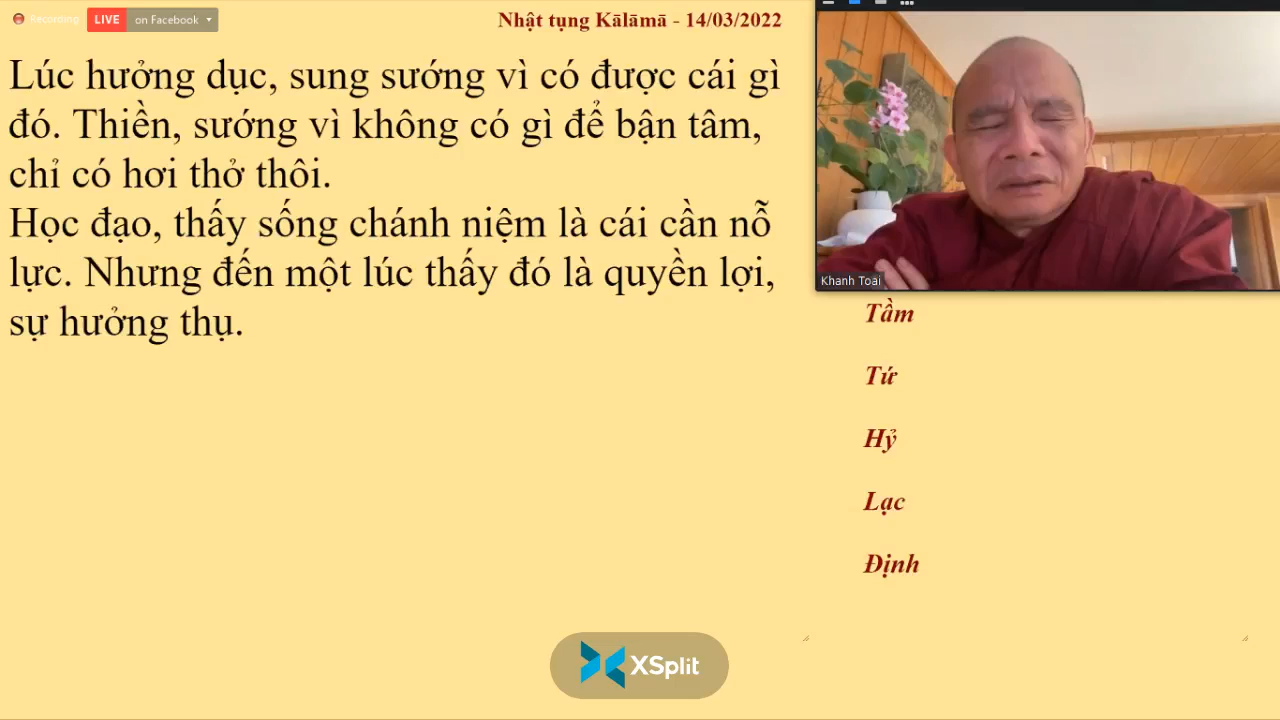 Recording
LIVE on Facebook
Nhật tụng Kālāmā - 14/03/2022
Lúc hưởng dục, sung sướng vì có được cái gì
đó. Thiền, sướng vì không có gì để bận tâm,
chỉ có hơi thở thôi.
Học đạo, thấy sống chánh niệm là cái cần nỗ
lực. Nhưng đến một lúc thấy đó là quyền lợi,
sự hưởng thụ.
Khanh Toai
Tầm
Tứ
Hỷ
Lạc
Định
XSplit